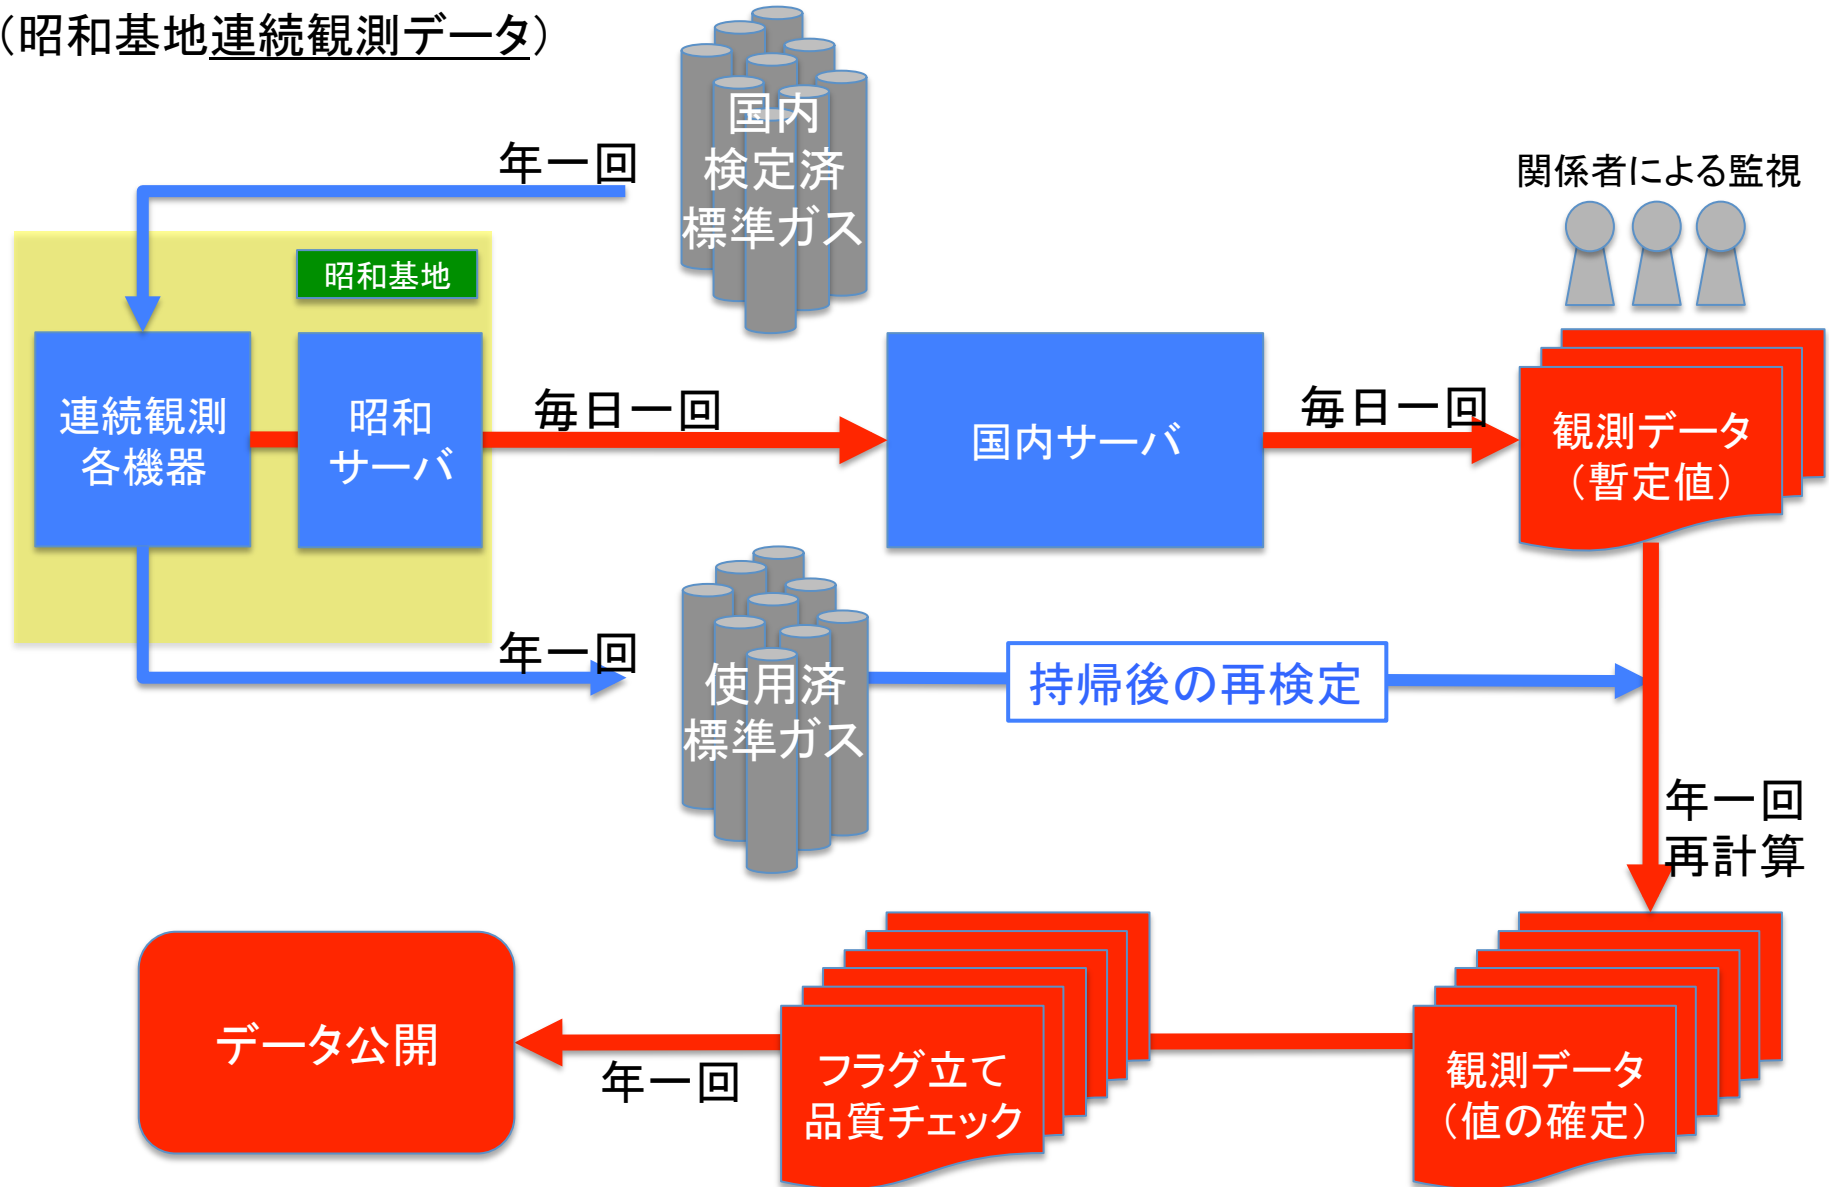 （昭和基地連続観測データ）
国内
検定済
標準ガス
年一回
関係者による監視
昭和基地
連続観測
各機器
昭和
サーバ
毎日一回
国内サーバ
毎日一回
観測データ
（暫定値）
年一回
使用済
標準ガス
持帰後の再検定
年一回
再計算
データ公開
年一回
フラグ立て
品質チェック
観測データ
（値の確定）